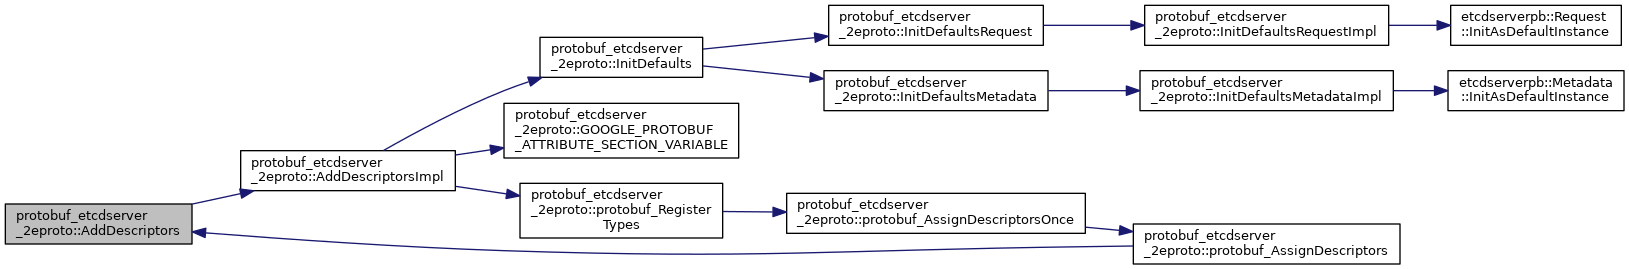 protobuf_etcdserver
_2eproto::AddDescriptors
protobuf_etcdserver
_2eproto::AddDescriptorsImpl
protobuf_etcdserver
_2eproto::InitDefaults
protobuf_etcdserver
_2eproto::GOOGLE_PROTOBUF
_ATTRIBUTE_SECTION_VARIABLE
protobuf_etcdserver
_2eproto::protobuf_Register
Types
protobuf_etcdserver
_2eproto::InitDefaultsRequest
protobuf_etcdserver
_2eproto::InitDefaultsRequestImpl
etcdserverpb::Request
::InitAsDefaultInstance
protobuf_etcdserver
_2eproto::InitDefaultsMetadata
protobuf_etcdserver
_2eproto::InitDefaultsMetadataImpl
etcdserverpb::Metadata
::InitAsDefaultInstance
protobuf_etcdserver
_2eproto::protobuf_AssignDescriptorsOnce
protobuf_etcdserver
_2eproto::protobuf_AssignDescriptors